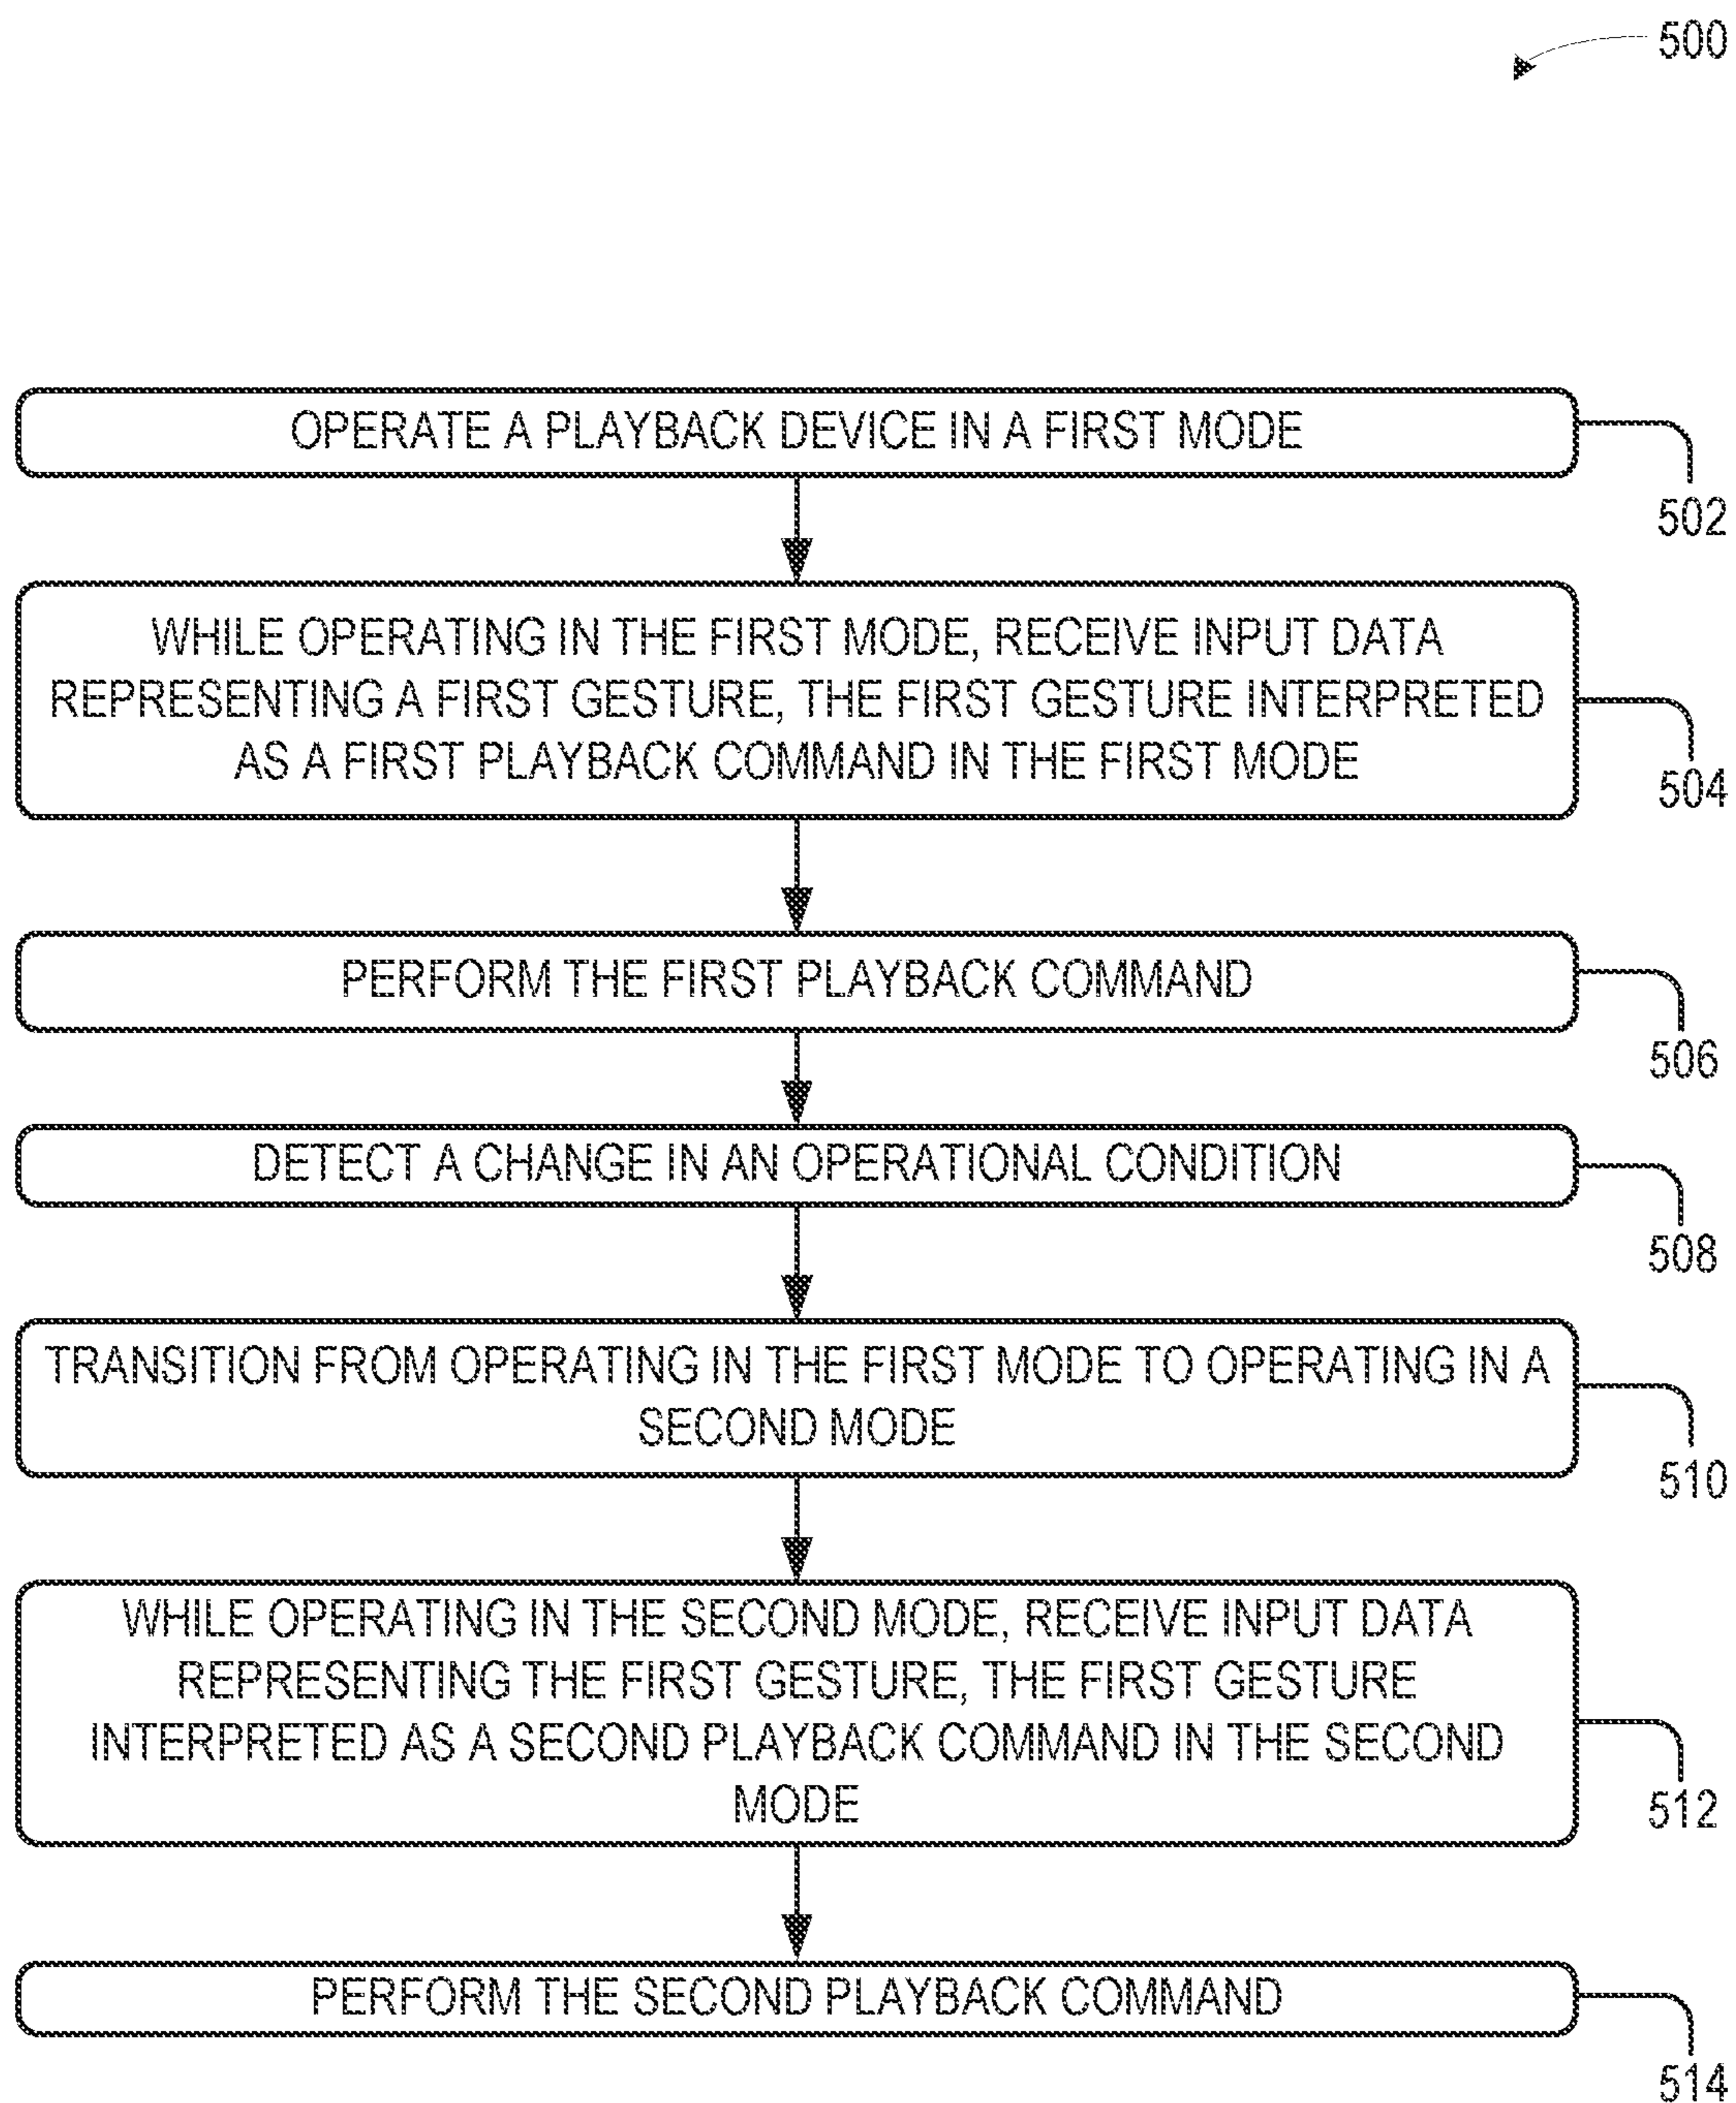 500
OPERATE A PLAYBACK DEVICE IN A FIRST MODE
502
WHILE OPERATING IN THE FIRST MODE, RECEIVE INPUT DATA
REPRESENTING A FIRST GESTURE, THE FIRST GESTURE INTERPRETED
AS A FIRST PLAYBACK COMMAND IN THE FIRST MODE
504
PERFORM THE FIRST PLAYBACK COMMAND
506
DETECT A CHANGE IN AN OPERATIONAL CONDITION
508
TRANSITION FROM OPERATING IN THE FIRST MODE TO OPERATING IN A
SECOND MODE
510
WHILE OPERATING IN THE SECOND MODE, RECEIVE INPUT DATA
REPRESENTING THE FIRST GESTURE, THE FIRST GESTURE
INTERPRETED AS A SECOND PLAYBACK COMMAND IN THE SECOND
MODE
512
PERFORM THE SECOND PLAYBACK COMMAND
514